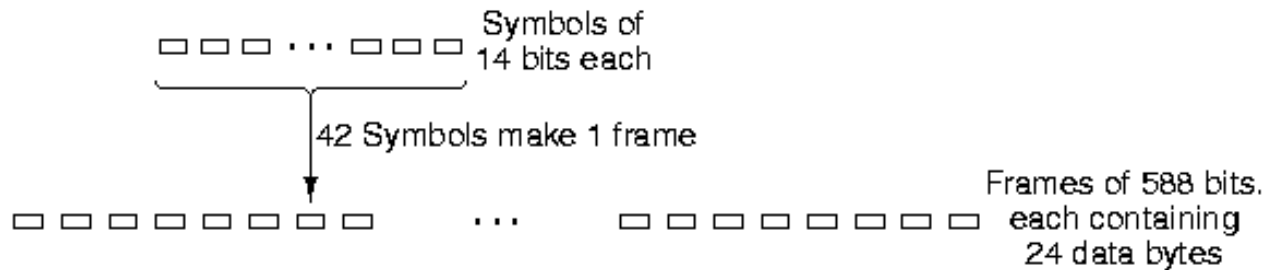 Symbols of
14 bits each
42 Symbols make 1 frame
Frames of 588 bits.
each containing
24 data bytes